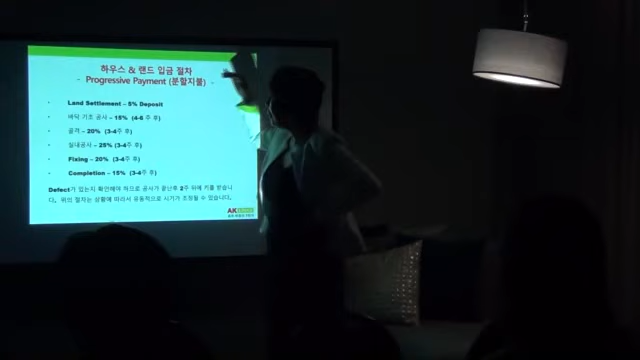 하우스 & 랜드 입금 절차
- Progressive Payment (분할지불) -
• Land Settlement – 5% Deposit
• 바닥 기초 공사 – 15% (4-6 주 후)
• 골격 – 20% (3-4주 후)
• 실내공사 – 25% (3-4주 후)
• Fixing – 20% (3-4주 후)
• Completion – 15% (3-4주 후)
Defect가 있는지 확인해야 하므로 공사가 끝난후 2주 뒤에 키를 받습니
다. 위의 절차는 상황에 따라서 유동적으로 시기가 조정될 수 있습니다.
AK